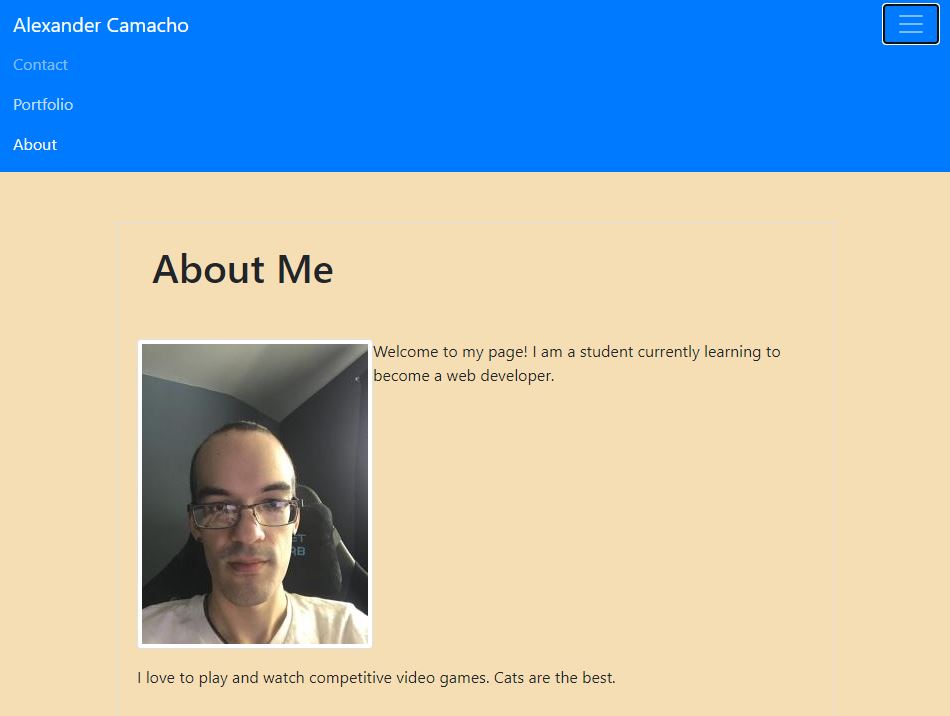 Alexander Camacho
Contact
Portfolio
About
About Me
Welcome to my page! I am a student currently learning to
become a web developer.
I love to play and watch competitive video games. Cats are the best.